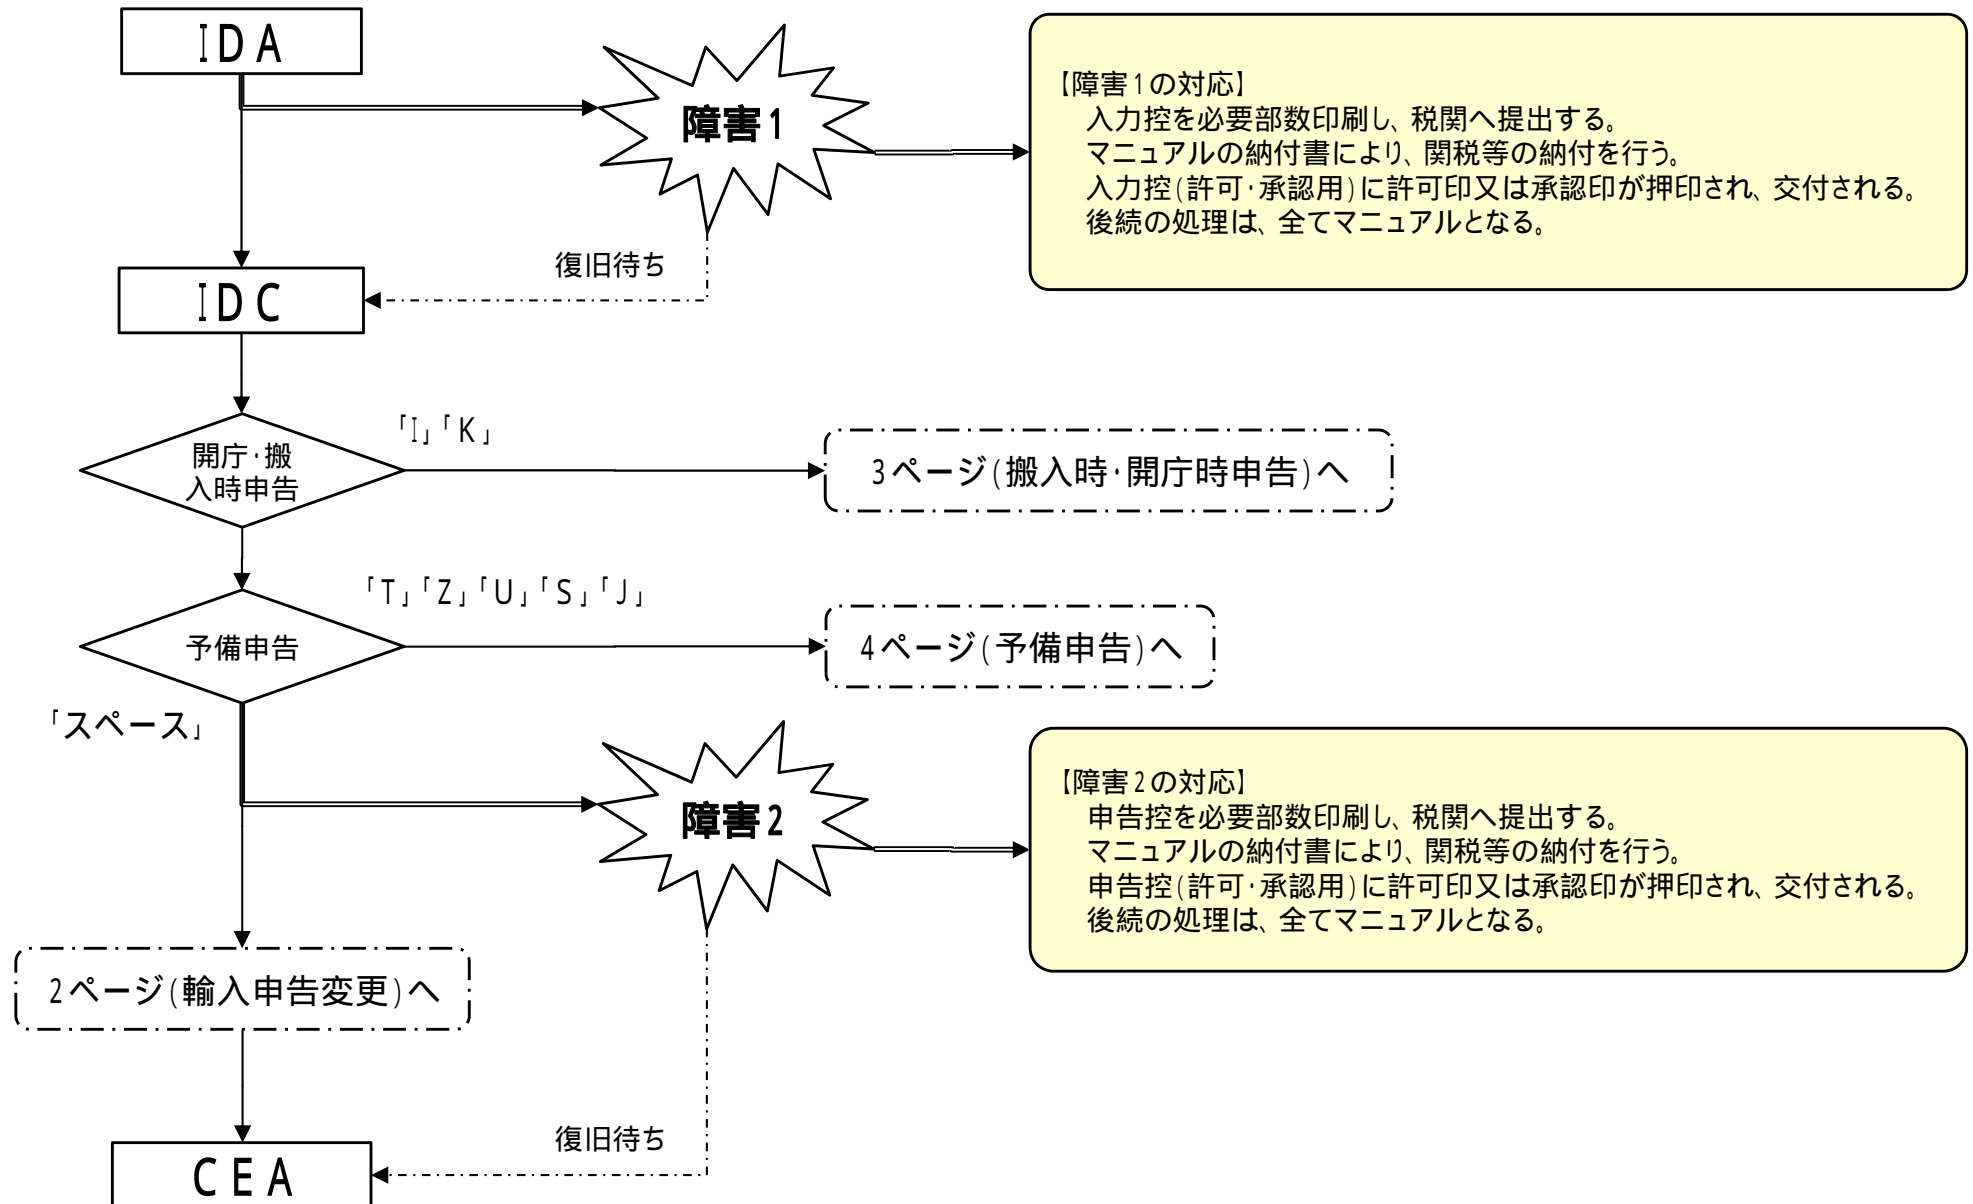 IDA
障害1
【障害1の対応】
入力控を必要部数印刷し、税関へ提出する。
マニュアルの納付書により、関税等の納付を行う。
入力控(許可・承認用)に許可印又は承認印が押印され、交付される。
後続の処理は、全てマニュアルとなる。
復旧待ち
IDC
「I」「K」
開庁・搬
入時申告
3ページ(搬入時・開庁時申告)へ
「T」「Z」「U」「S」「J」
予備申告
4ページ(予備申告)へ
「スペース」
障害2
【障害2の対応】
申告控を必要部数印刷し、税関へ提出する。
マニュアルの納付書により、関税等の納付を行う。
申告控(許可・承認用)に許可印又は承認印が押印され、交付される。
後続の処理は、全てマニュアルとなる。
2ページ(輸入申告変更)へ
復旧待ち
CEA